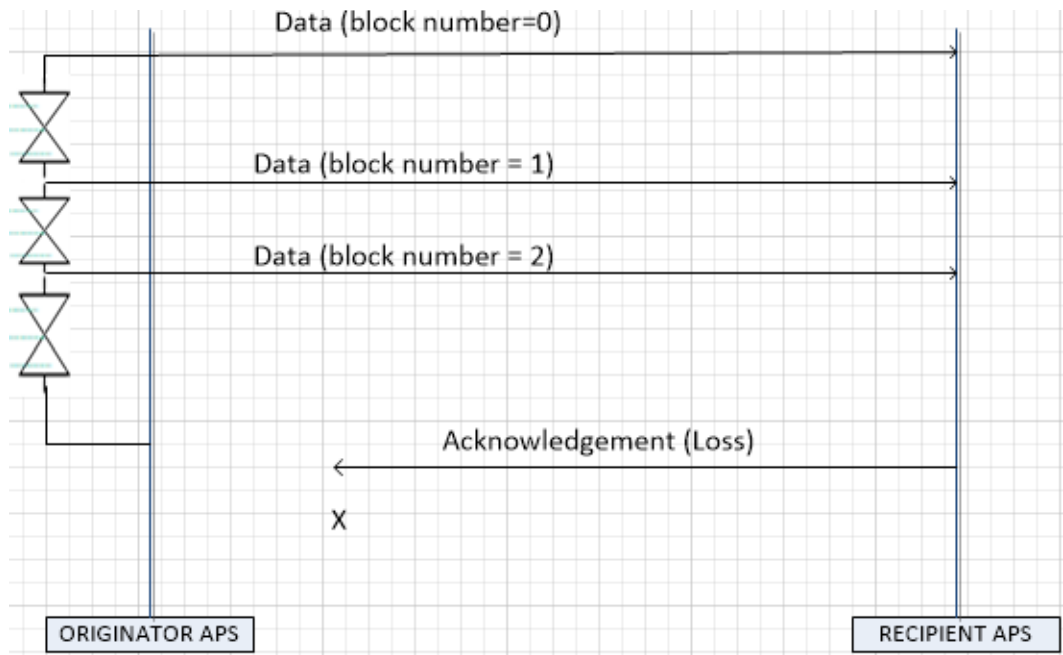 Data (block number=0)
Data (block number = 1)
Data (block number = 2)
Acknowledgement (Loss)
X
ORIGINATOR APS
RECIPIENT APS